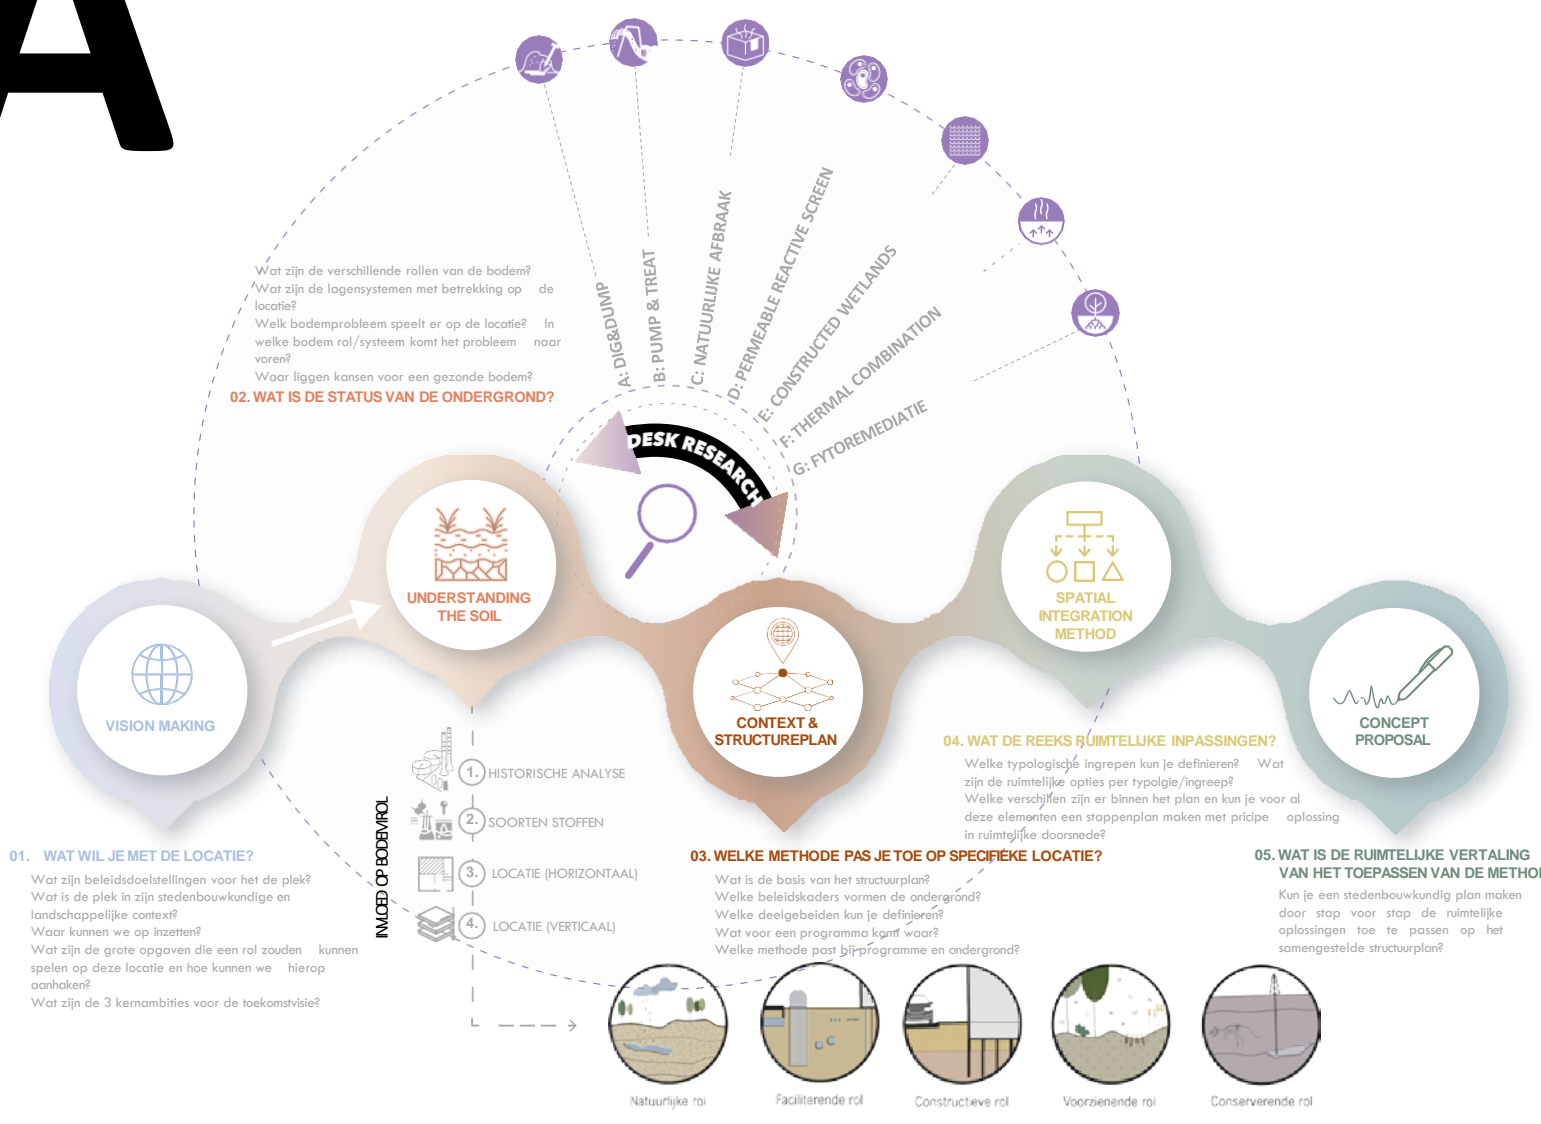 A
A: DIG&DUMP
B: PUMP & TREAT
C: NATUURLIJKE AFBRAAK
D: PERMEABLE REACTIVE SCREEN
E: CONSTRUCTED WETLANDS
F: THERMAL COMBINATION
G: FYTOREMEDIATIE
Wat zijn de verschillende rollen van de bodem?
Wat zijn de lagensystemen met betrekking op de
locatie?
Welk bodemprobleem speelt er op de locatie? In
welke bodem rol/systeem komt het probleem naar
voren?
Waar liggen kansen voor een gezonde bodem?
02. WAT IS DE STATUS VAN DE ONDERGROND?
DESK RESEARCH
UNDERSTANDING
THE SOIL
SPATIAL
INTEGRATION
METHOD
VISION MAKING
CONTEXT &
STRUCTUREPLAN
CONCEPT
PROPOSAL
INVLOED OP BODEMROL
1. HISTORISCHE ANALYSE
2. SOORTEN STOFFEN
3. LOCATIE (HORIZONTAAL)
4. LOCATIE (VERTICAAL)
04. WAT DE REEKS RUIMTELIJKE INPASSINGEN?
Welke typologische ingrepen kun je definieren? Wat
zijn de ruimtelijke opties per typolgie/ingreep?
Welke verschillen zijn er binnen het plan en kun je voor al
deze elementen een stappenplan maken met pricipe oplossing
in ruimtelijke doorsnede?
01. WAT WIL JE MET DE LOCATIE?
Wat zijn beleidsdoelstellingen voor het de plek?
Wat is de plek in zijn stedenbouwkundige en
landschappelijke context?
Waar kunnen we op inzetten?
Wat zijn de grote opgaven die een rol zouden kunnen
spelen op deze locatie en hoe kunnen we hierop
aanhaken?
Wat zijn de 3 kernambities voor de toekomstvisie?
03. WELKE METHODE PAS JE TOE OP SPECIFIEKE LOCATIE?
Wat is de basis van het structuurplan?
Welke beleidskaders vormen de ondergrond?
Welke deelgebeiden kun je definieren?
Wat voor een programma komt waar?
Welke methode past bij programme en ondergrond?
05. WAT IS DE RUIMTELIJKE VERTALING
VAN HET TOEPASSEN VAN DE METHO
Kun je een stedenbouwkundig plan maken
door stap voor stap de ruimtelijke
oplossingen toe te passen op het
samengestelde structuurplan?
Natuurlijke rol
Faciliterende rol
Constructieve rol
Voorzienende rol
Conserverende rol